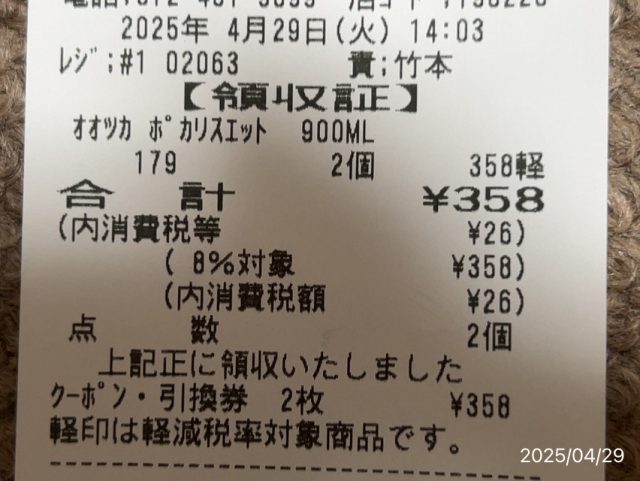 2025年 4月29日(火) 14:03
ﾚｼﾞ;#1 02063 責;竹本
【領収証】
ｵｵﾂｶ ﾎﾟｶﾘｽｴｯﾄ 900ML
179 2個 358軽
合 計 ¥358
(内消費税等 ¥26)
( 8%対象 ¥358)
(内消費税額 ¥26)
点 数 2個
上記正に領収いたしました
ｸｰﾎﾟﾝ・引換券 2枚 ¥358
軽印は軽減税率対象商品です。
2025/04/29